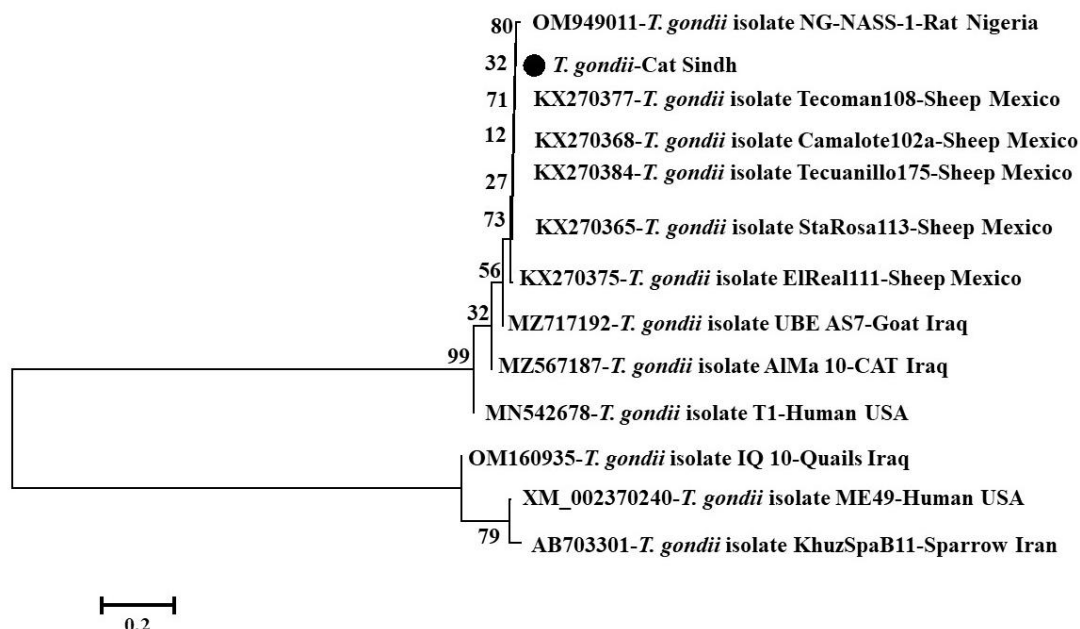 80 OM949011-T. gondii isolate NG-NASS-1-Rat Nigeria
32 T. gondii-Cat Sindh
71 KX270377-T. gondii isolate Tecoman108-Sheep Mexico
12 KX270368-T. gondii isolate Camalote102a-Sheep Mexico
27 KX270384-T. gondii isolate Tecuanillo175-Sheep Mexico
73 KX270365-T. gondii isolate StaRosa113-Sheep Mexico
56 KX270375-T. gondii isolate ElReal111-Sheep Mexico
32 MZ717192-T. gondii isolate UBE AS7-Goat Iraq
99 MZ567187-T. gondii isolate AlMa 10-CAT Iraq
MN542678-T. gondii isolate T1-Human USA
OM160935-T. gondii isolate IQ 10-Quails Iraq
XM_002370240-T. gondii isolate ME49-Human USA
79 AB703301-T. gondii isolate KhuzSpaB11-Sparrow Iran
0.2